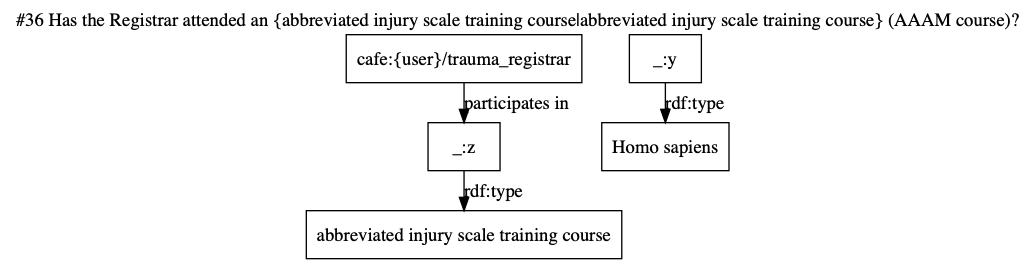 #36 Has the Registrar attended an {abbreviated injury scale training course|abbreviated injury scale training course} (AAAM course)?
cafe:{user}/trauma_registrar
_:y
participates in
rdf:type
_:z
Homo sapiens
rdf:type
abbreviated injury scale training course